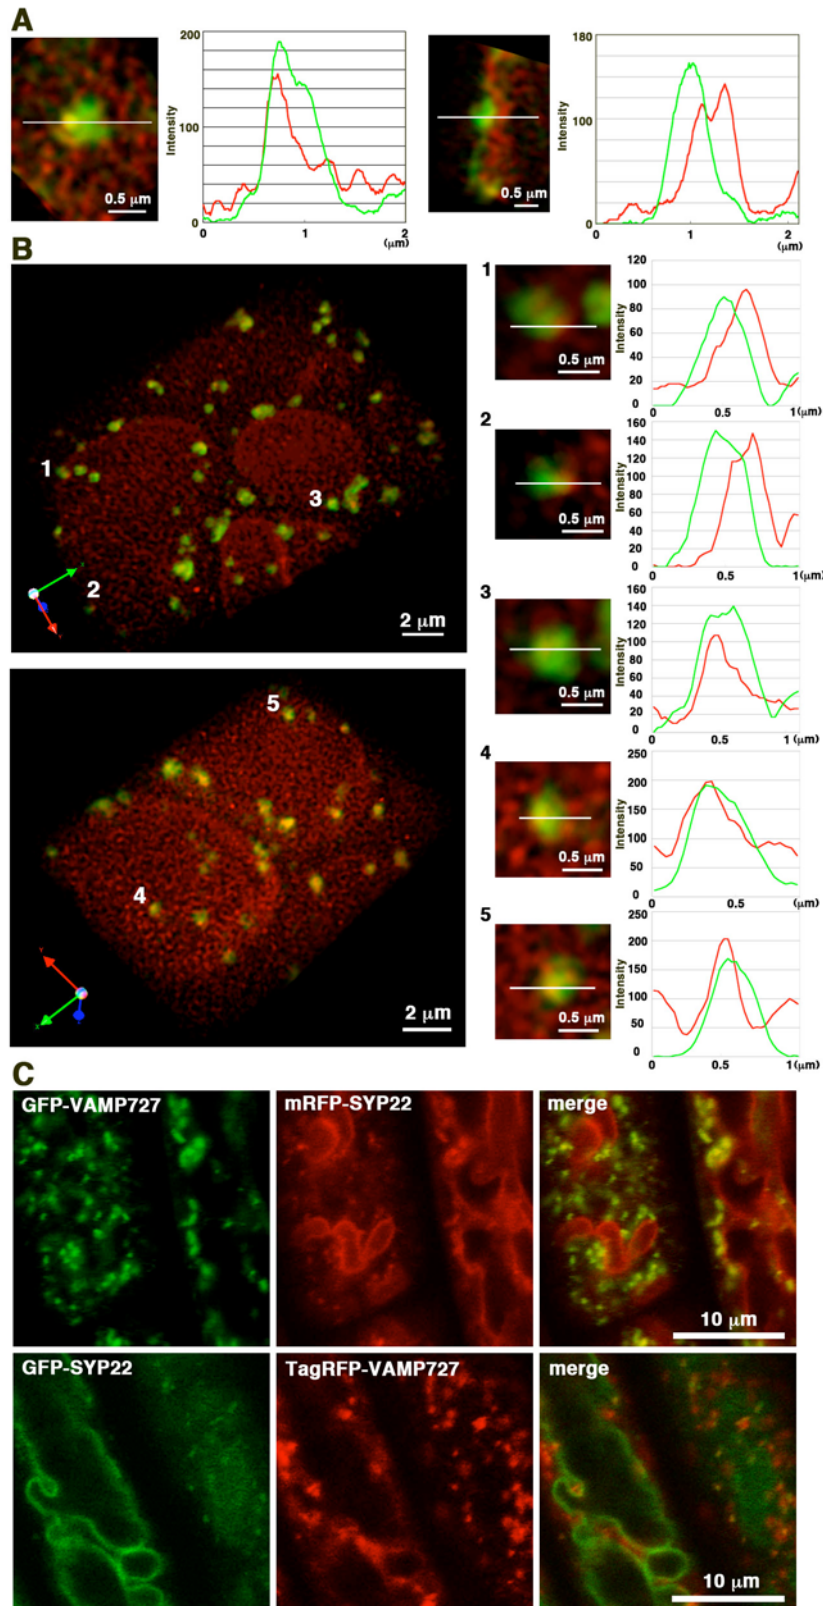 A
Intensity
200
100
0
0 1 2
(μm)
0.5 μm
Intensity
180
100
0
0 1 2
(μm)
0.5 μm
B
1
2
3
2 μm
5
4
2 μm
1
0.5 μm
Intensity
120
100
80
60
40
20
0
0 0.5 1(μm)
2
0.5 μm
Intensity
160
140
120
100
80
60
40
20
0
0 0.5 1(μm)
3
0.5 μm
Intensity
160
140
120
100
80
60
40
20
0
0 0.5 1 (μm)
4
0.5 μm
Intensity
250
200
150
100
50
0
0 0.5 (μm)
5
0.5 μm
Intensity
250
200
150
100
50
0
0 0.5 1(μm)
C
GFP-VAMP727 mRFP-SYP22 merge
10 μm
GFP-SYP22 TagRFP-VAMP727 merge
10 μm